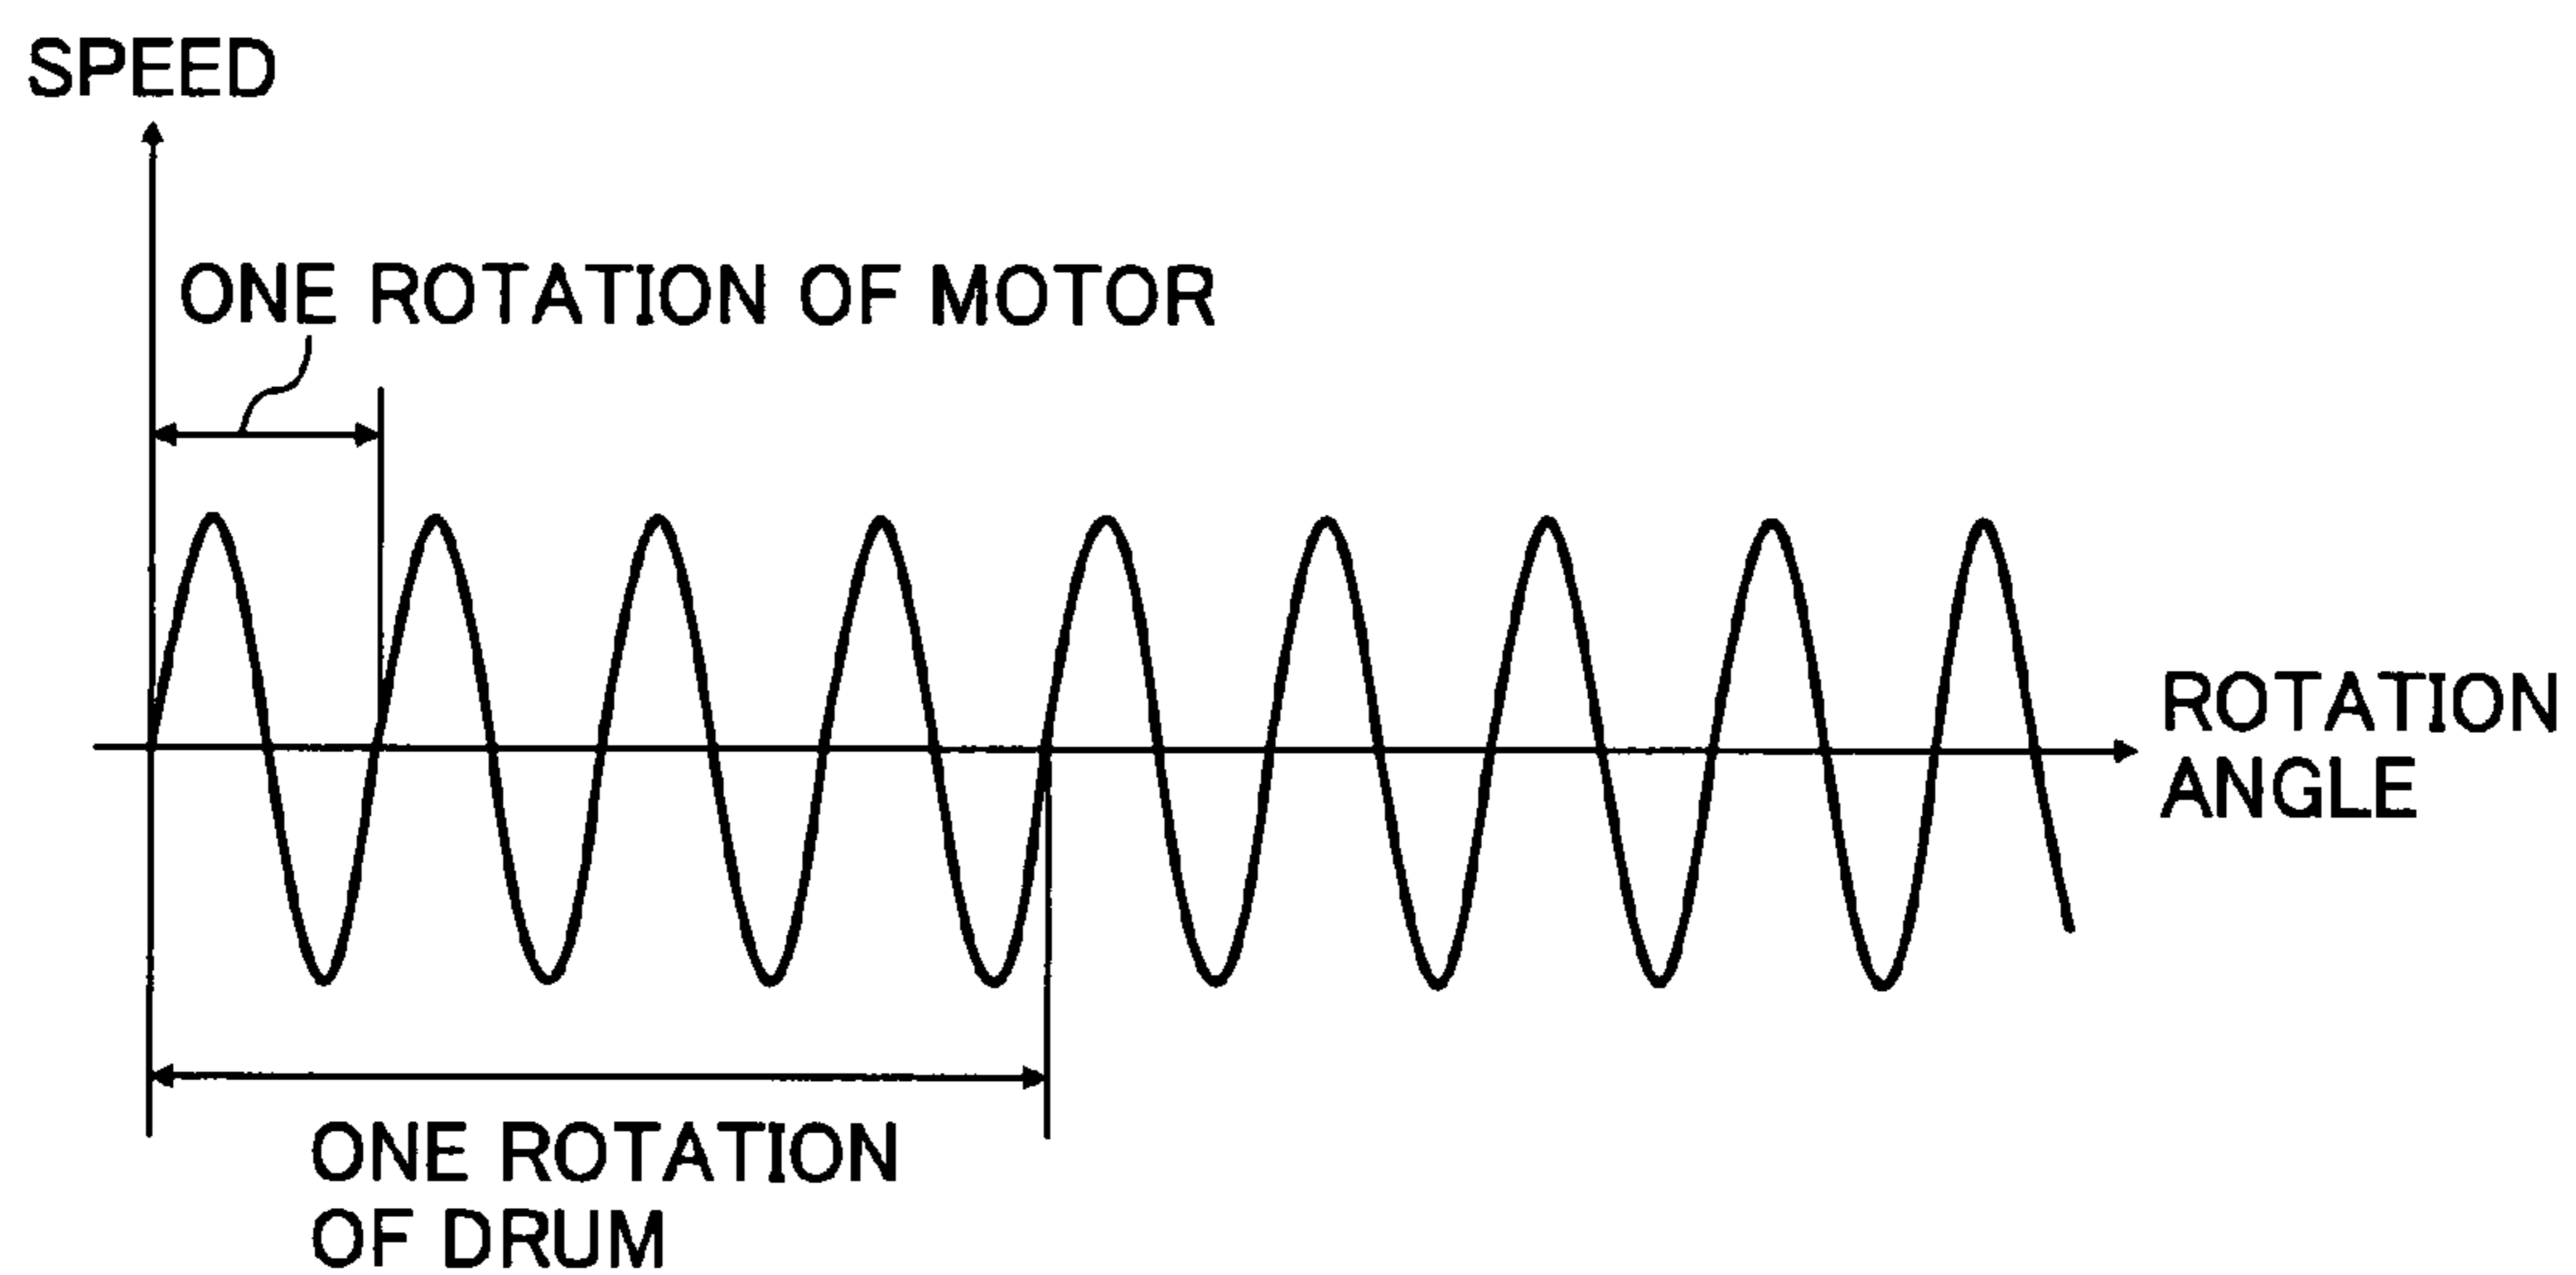 SPEED
ONE ROTATION OF MOTOR
ROTATION
ANGLE
ONE ROTATION
OF DRUM